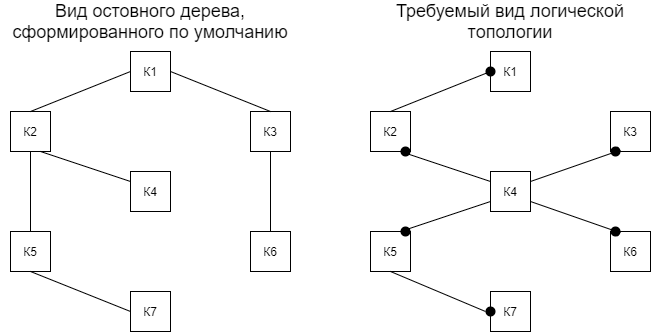 Вид остовного дерева,
сформированного по умолчанию
Требуемый вид логической
топологии
К1
К2
К3
К4
К5
К6
К7
К1
К2
К3
К4
К5
К6
К7